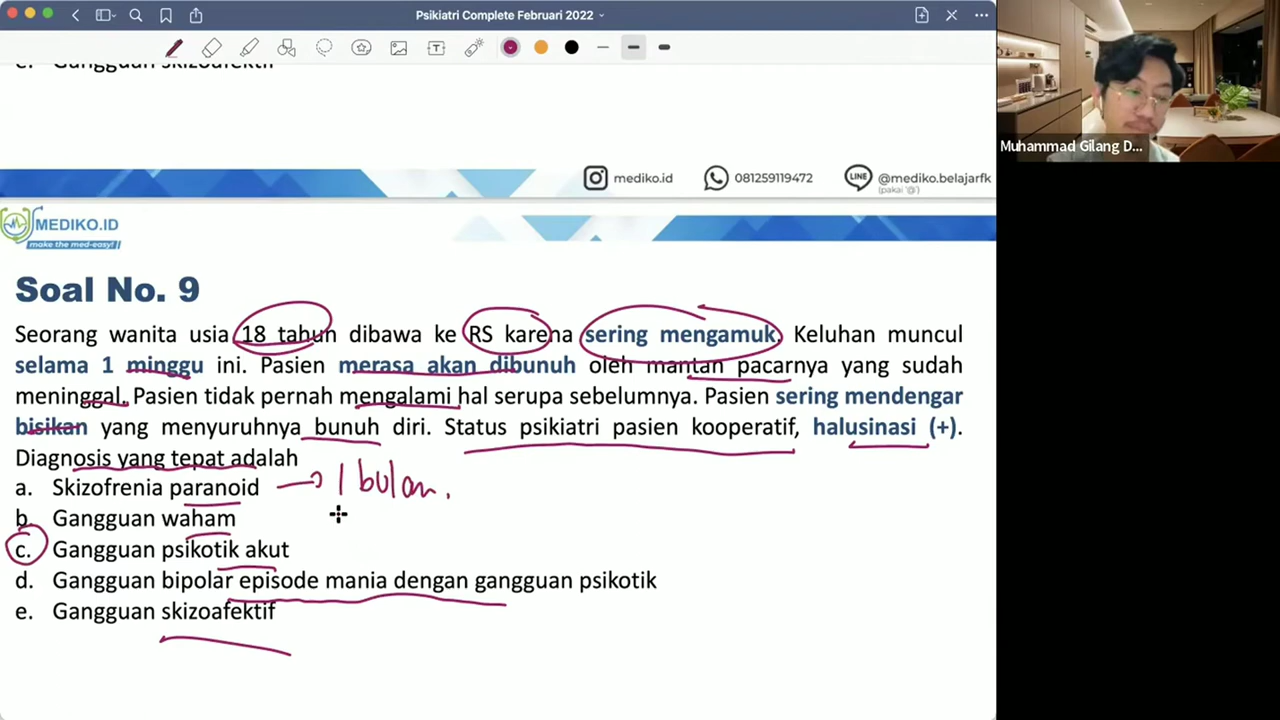 Psikiatri Complete Februari 2022
e. Gangguan skizoafektif
Muhammad Gilang D...
mediko.id
081259119472
LINE
@mediko.belajarfk
(pakai '@')
MEDIKO.ID
make the med-easy!
Soal No. 9
Seorang wanita usia 18 tahun dibawa ke RS karena sering mengamuk. Keluhan muncul
selama 1 minggu ini. Pasien merasa akan dibunuh oleh mantan pacarnya yang sudah
meninggal. Pasien tidak pernah mengalami hal serupa sebelumnya. Pasien sering mendengar
bisikan yang menyuruhnya bunuh diri. Status psikiatri pasien kooperatif, halusinasi (+).
Diagnosis yang tepat adalah
a. Skizofrenia paranoid → 1 bulan.
b. Gangguan waham
c. Gangguan psikotik akut
d. Gangguan bipolar episode mania dengan gangguan psikotik
e. Gangguan skizoafektif